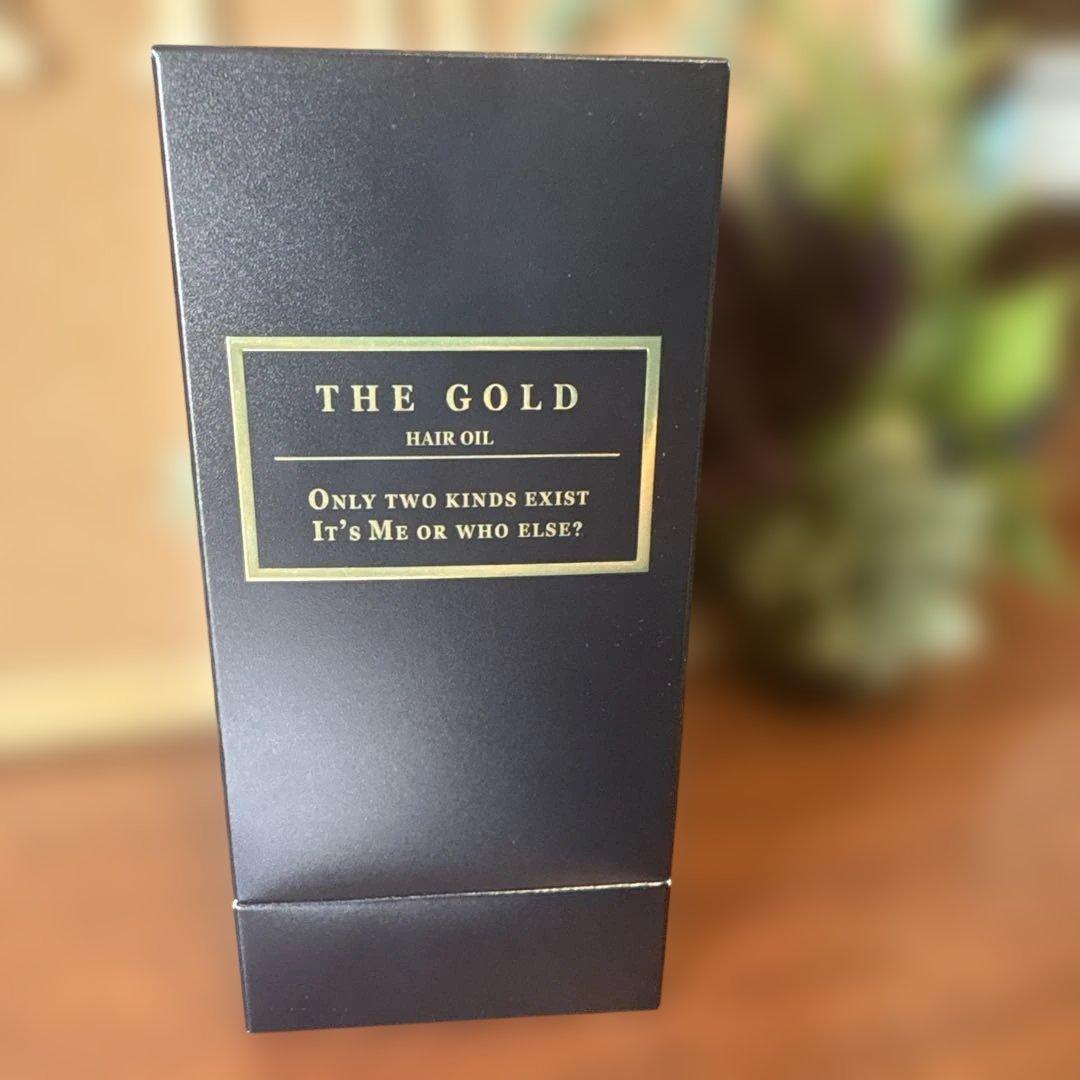 THE GOLD
HAIR OIL
ONLY TWO KINDS EXIST
IT'S ME OR WHO ELSE?